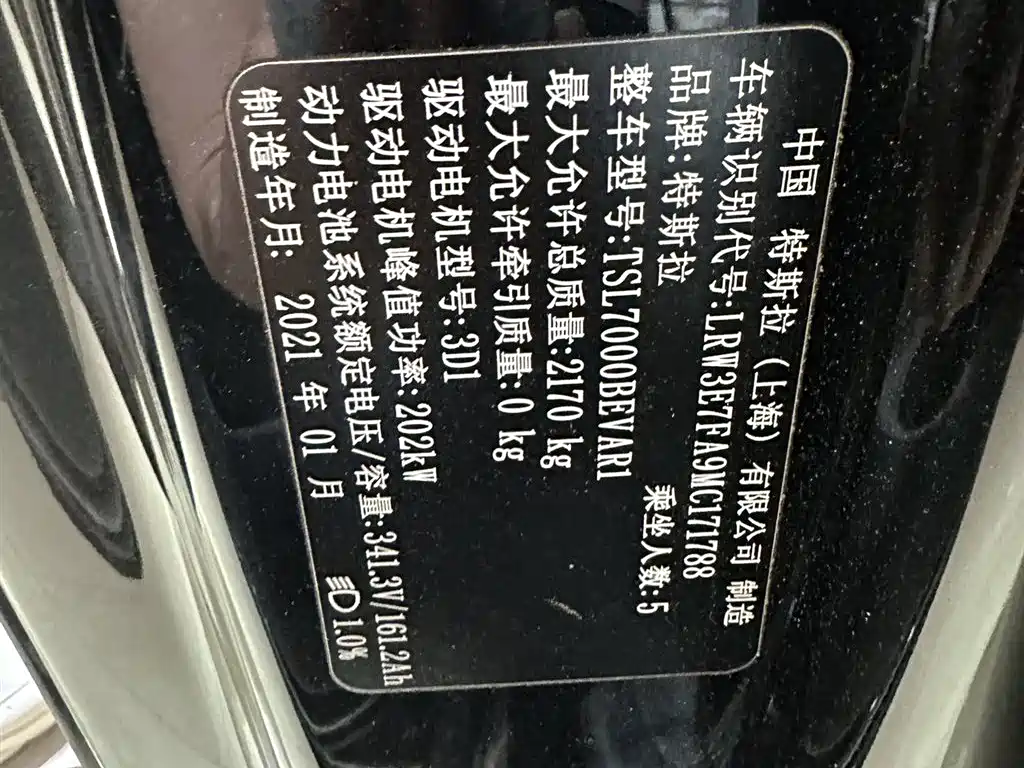 中国 特斯拉(上海)有限公司 制造
车辆识别代号:LRW3E7FA9MC171788
品牌:特斯拉 乘坐人数:5
整车型号:TSL7000BEVAR1
最大允许总质量:2170 kg
最大允许牵引质量:0 kg
驱动电机型号:3D1
驱动电机峰值功率:202kW
动力电池系统额定电压/容量:341.3V/161.2Ah
制造年月: 2021 年 01 月 1.0%